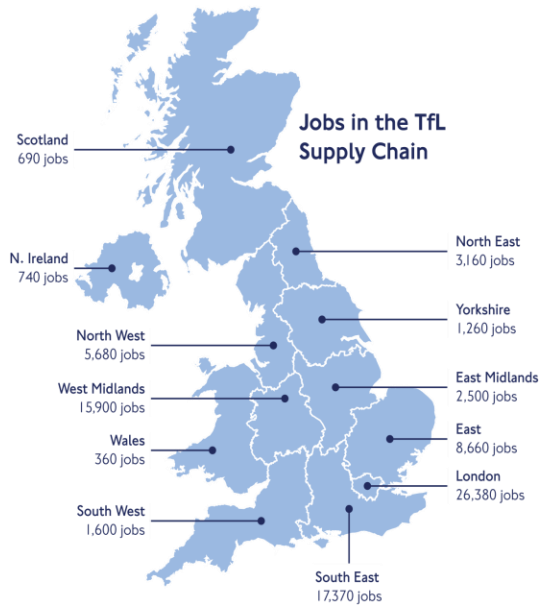 Jobs in the TfL
Supply Chain
Scotland
690 jobs
N. Ireland
740 jobs
North West
5,680 jobs
West Midlands
15,900 jobs
Wales
360 jobs
South West
1,600 jobs
North East
3,160 jobs
Yorkshire
1,260 jobs
East Midlands
2,500 jobs
East
8,660 jobs
London
26,380 jobs
South East
17,370 jobs